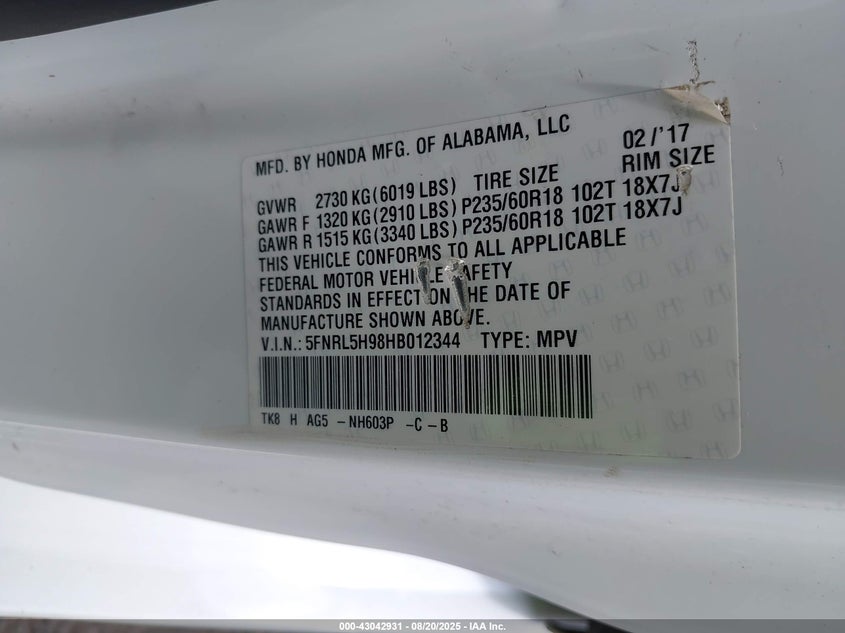 MFD. BY HONDA MFG. OF ALABAMA, LLC 02/'17
GVWR 2730 KG (6019 LBS) TIRE SIZE RIM SIZE
GAWR F 1320 KG (2910 LBS) P235/60R18 102T 18X7J
GAWR R 1515 KG (3340 LBS) P235/60R18 102T 18X7J
THIS VEHICLE CONFORMS TO ALL APPLICABLE
FEDERAL MOTOR VEHICLE SAFETY
STANDARDS IN EFFECT ON THE DATE OF
MANUFACTURE SHOWN ABOVE.
V.I.N.: 5FNRL5H98HB012344 TYPE: MPV
TK8 H AG5 -NH603P -C-B
000-43042931 - 08/20/2025 - IAA Inc.